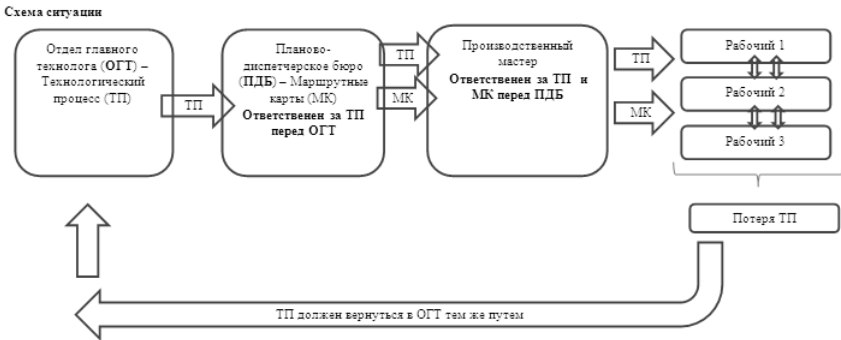 Схема ситуации
Отдел главного
технолога (ОГТ) –
Технологический
процесс (ТП)
ТП
Планово-
диспетчерское бюро
(ПДБ) – Маршрутные
карты (МК)
Ответственен за ТП
перед ОГТ
ТП
МК
Производственный
мастер
Ответственен за ТП и
МК перед ПДБ
ТП
МК
Рабочий 1
Рабочий 2
Рабочий 3
Потеря ТП
ТП должен вернуться в ОГТ тем же путем